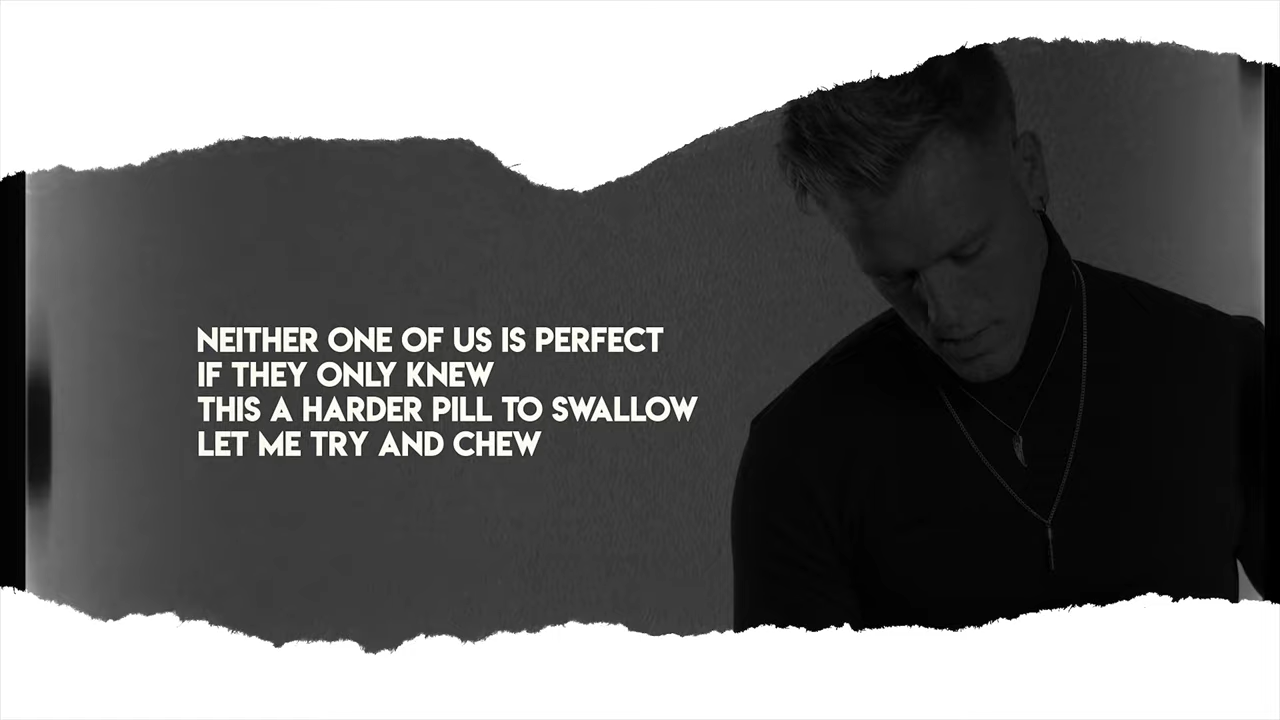 NEITHER ONE OF US IS PERFECT
IF THEY ONLY KNEW
THIS A HARDER PILL TO SWALLOW
LET ME TRY AND CHEW